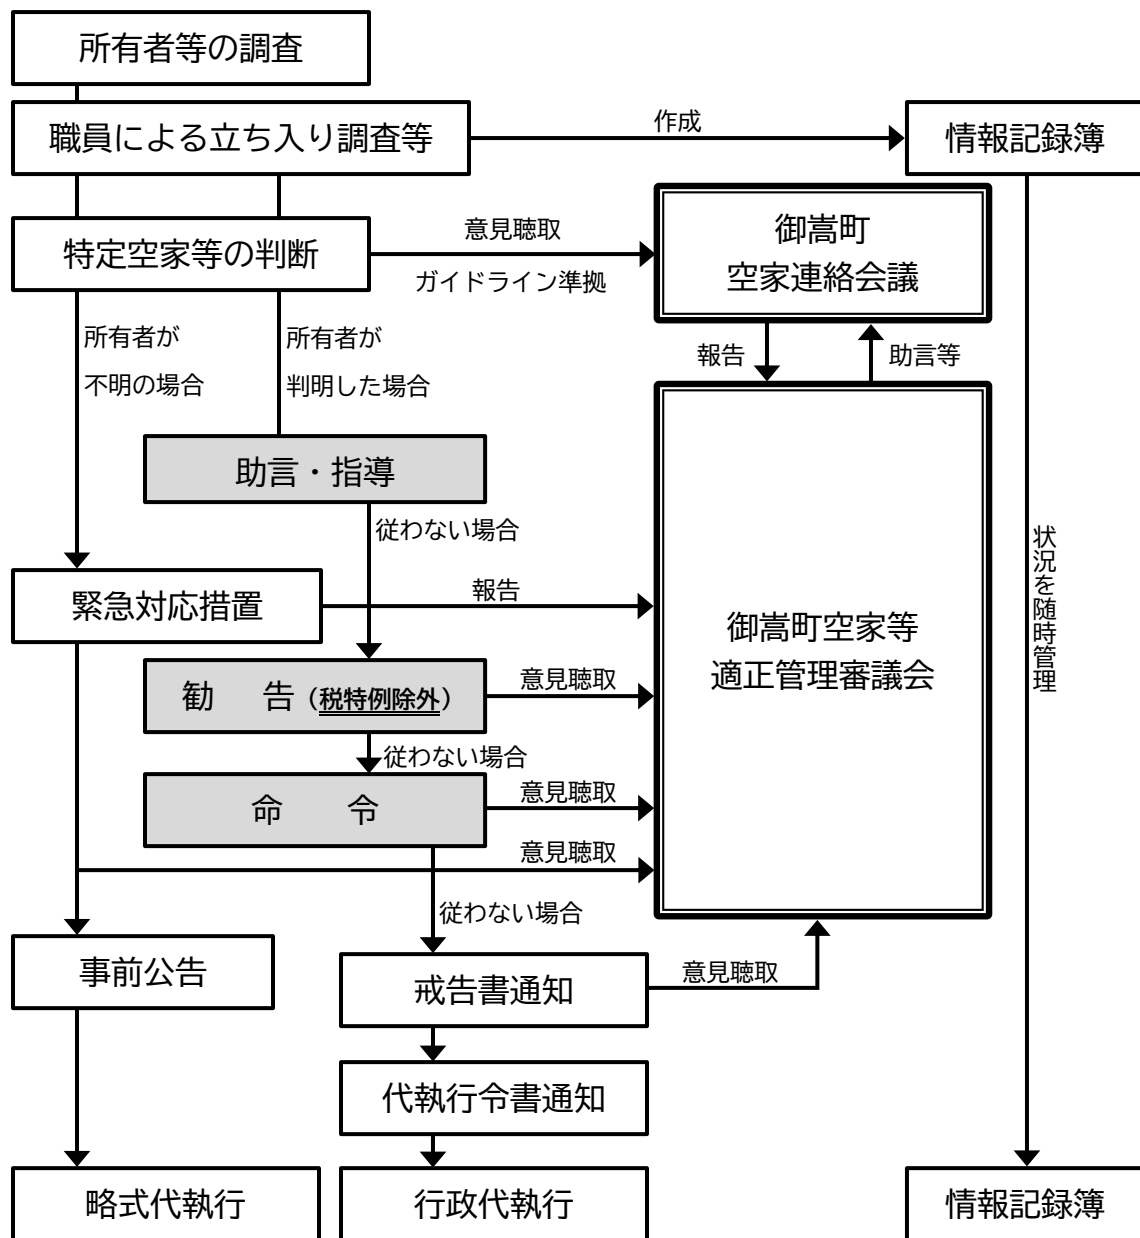 所有者等の調査
職員による立ち入り調査等
作成
情報記録簿
特定空家等の判断
意見聴取
ガイドライン準拠
御嵩町
空家連絡会議
所有者が
不明の場合
所有者が
判明した場合
報告
助言等
助言・指導
従わない場合
緊急対応措置
報告
御嵩町空家等
適正管理審議会
状況を随時管理
勧　告（税特例除外）
意見聴取
従わない場合
命　令
意見聴取
意見聴取
従わない場合
事前公告
戒告書通知
意見聴取
代執行令書通知
略式代執行
行政代執行
情報記録簿